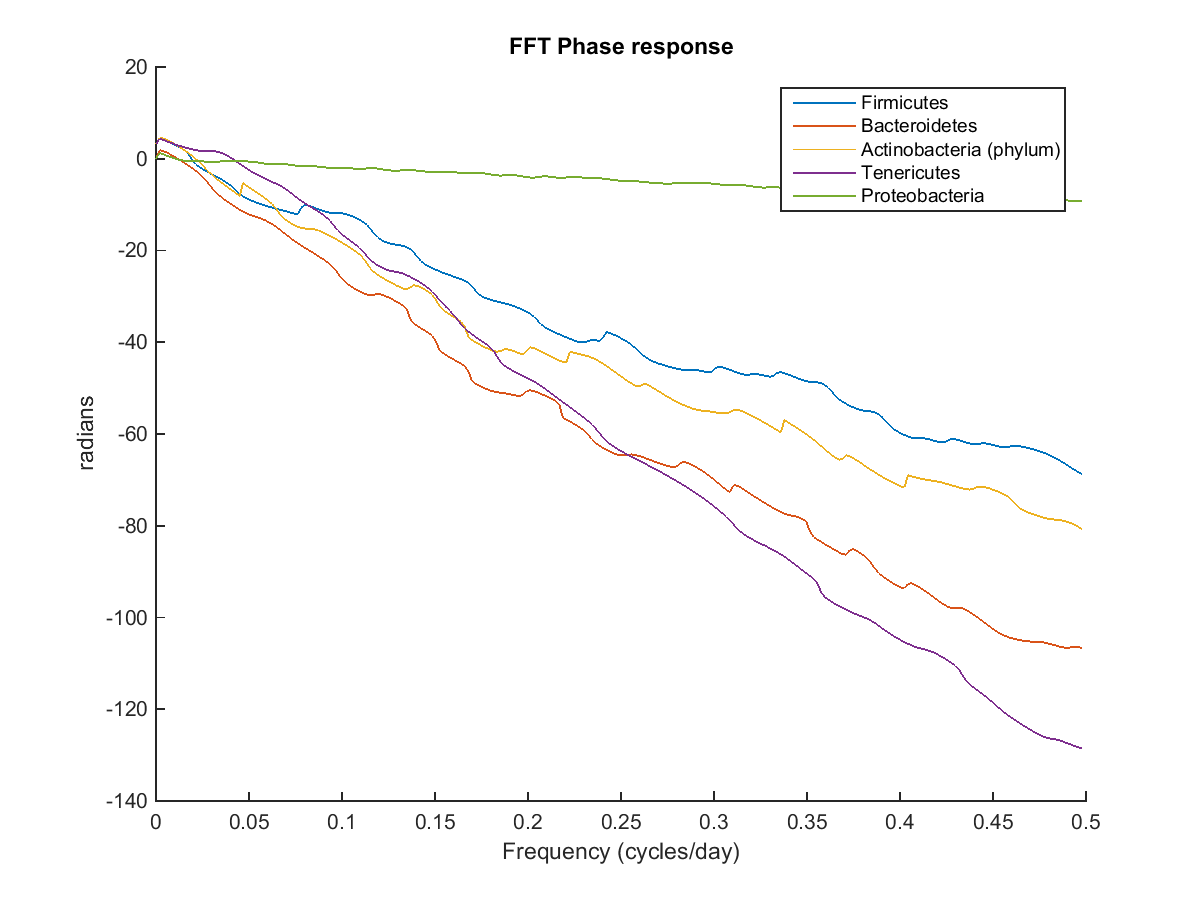 FFT Phase response
Firmicutes
Bacteroidetes
Actinobacteria (phylum)
Tenericutes
Proteobacteria
20
0
-20
-40
-60
-80
-100
-120
-140
radians
0 0.05 0.1 0.15 0.2 0.25 0.3 0.35 0.4 0.45 0.5
Frequency (cycles/day)